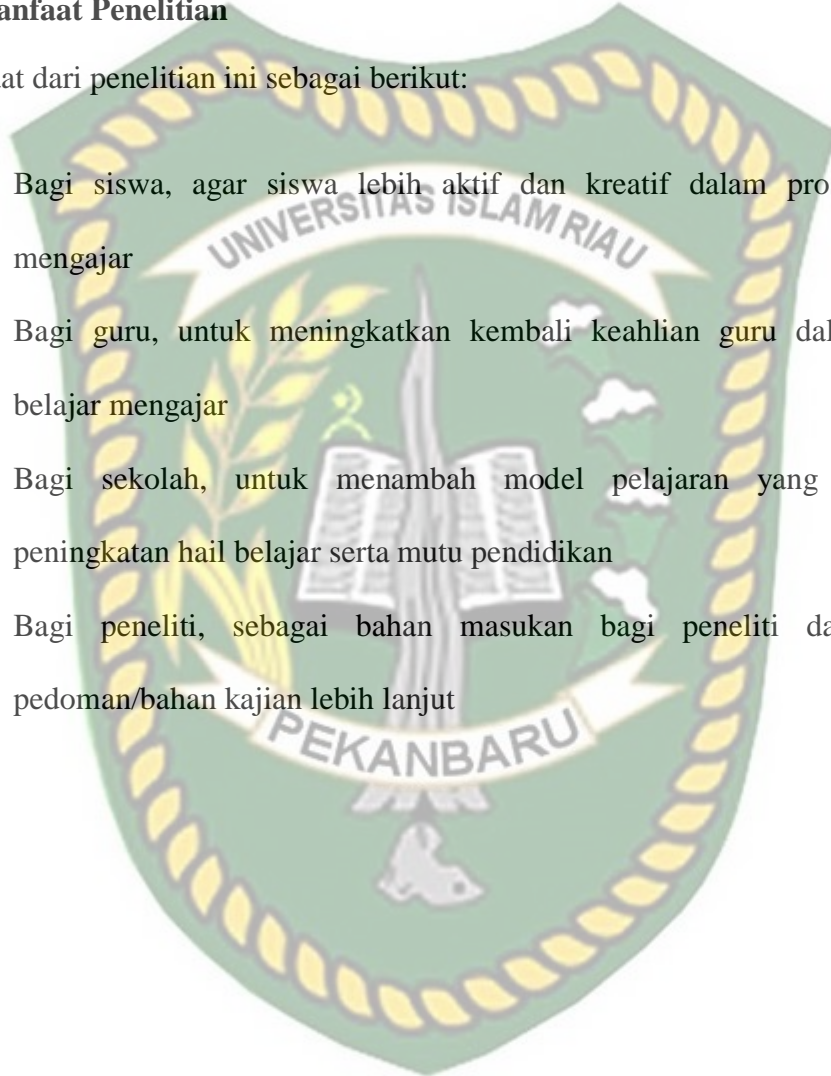 anfaat Penelitian
at dari penelitian ini sebagai berikut:
Bagi siswa, agar siswa lebih aktif dan kreatif dalam pro
UNIVERSITAS ISLAM RIAU
mengajar
Bagi guru, untuk meningkatkan kembali keahlian guru dal
belajar mengajar
Bagi sekolah, untuk menambah model pelajaran yang
peningkatan hail belajar serta mutu pendidikan
Bagi peneliti, sebagai bahan masukan bagi peneliti da
pedoman/bahan kajian lebih lanjut
PEKANBARU